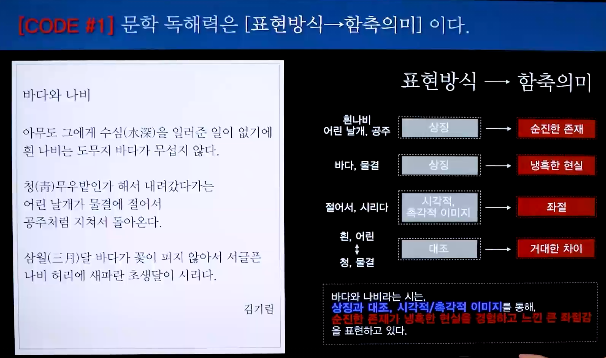 [CODE #1] 문학 독해력은 [표현방식→함축의미] 이다.
바다와 나비
아무도 그에게 수심(水深)을 일러준 일이 없기에
흰 나비는 도무지 바다가 무섭지 않다.
청(靑)무우밭인가 해서 내려갔다가는
어린 날개가 물결에 절어서
공주처럼 지쳐서 돌아온다.
삼월(三月)달 바다가 꽃이 피지 않아서 서글픈
나비 허리에 새파란 초생달이 시리다.
김기림
표현방식 → 함축의미
흰나비
어린 날개, 공주
상징 → 순진한 존재
바다, 물결 상징 → 냉혹한 현실
절어서, 시리다
시각적,
촉각적 이미지 → 좌절
흰, 어린
↕
청, 물결
대조 → 거대한 차이
바다와 나비라는 시는,
상징과 대조, 시각적/촉각적 이미지를 통해,
순진한 존재가 냉혹한 현실을 경험하고 느낀 큰 좌절감
을 표현하고 있다.